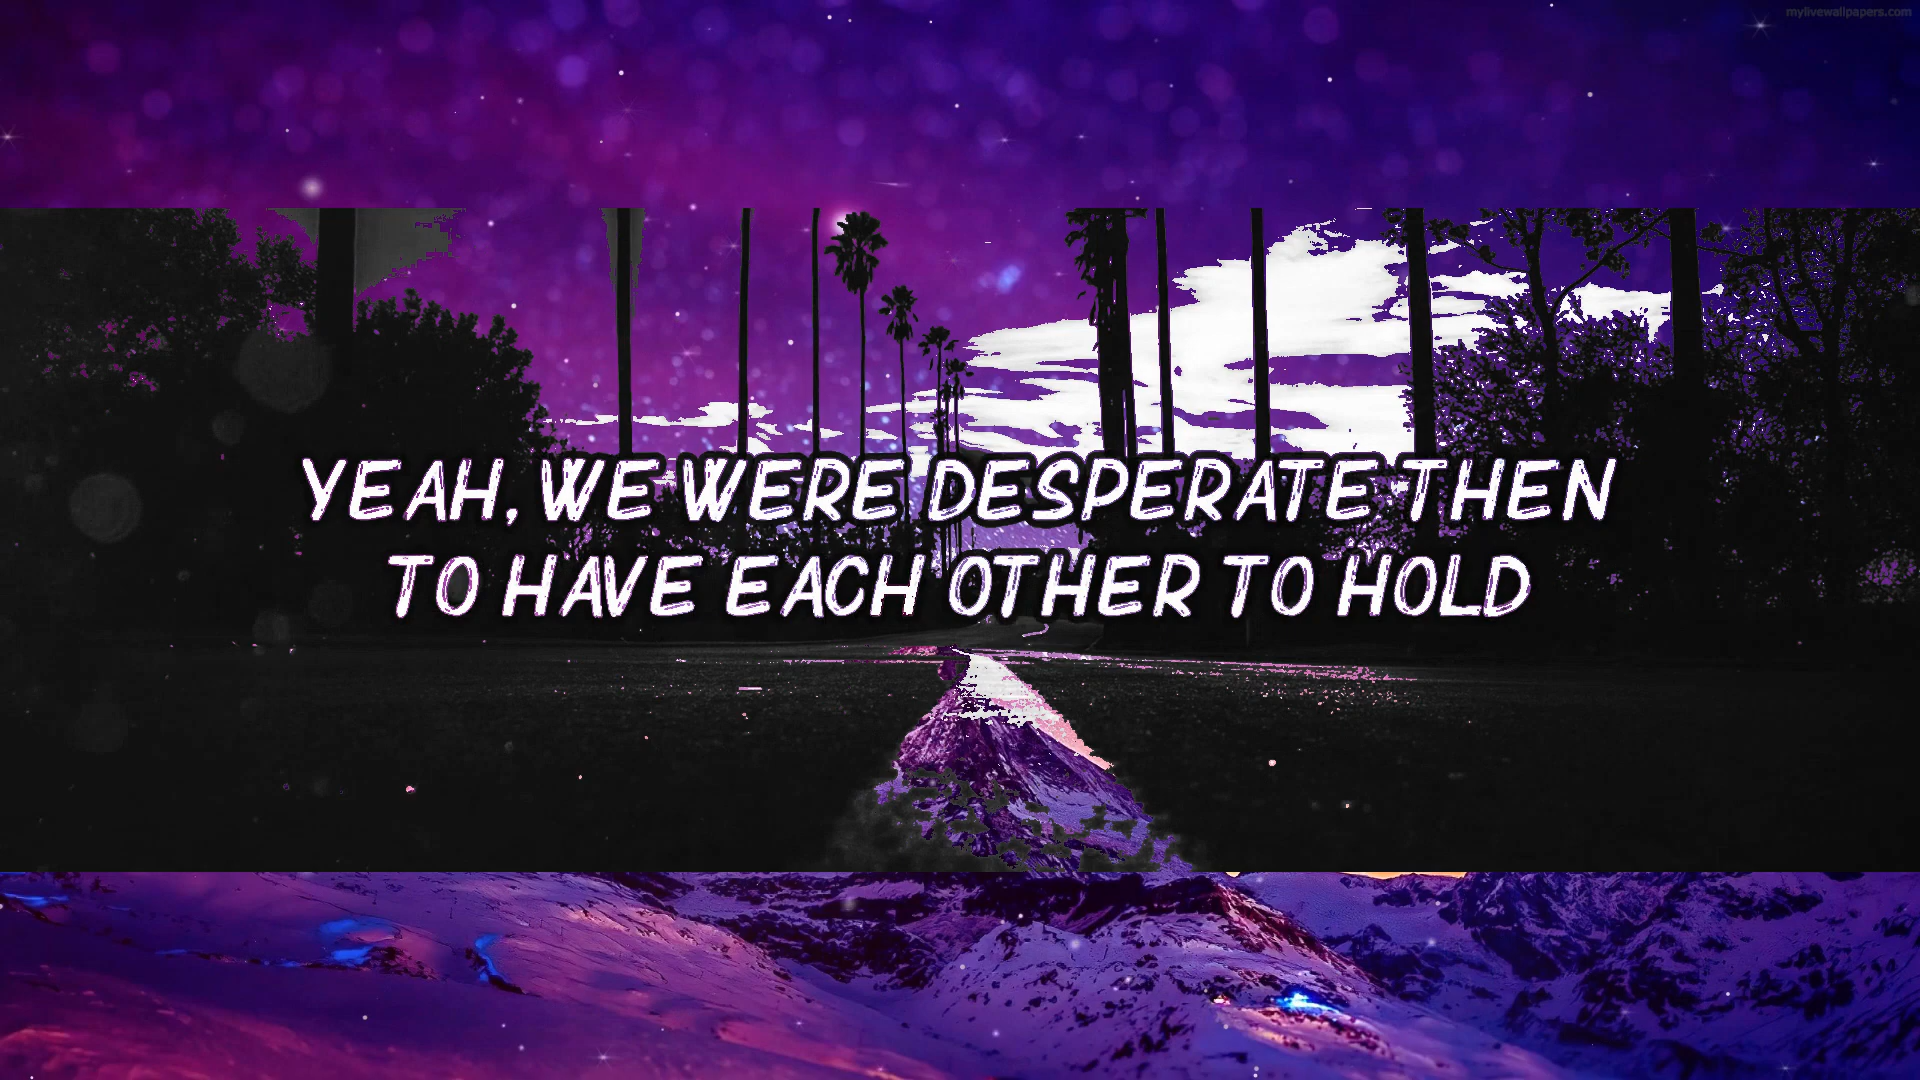 mylivewallpapers.com
YEAH, WE WERE DESPERATE THEN
TO HAVE EACH OTHER TO HOLD